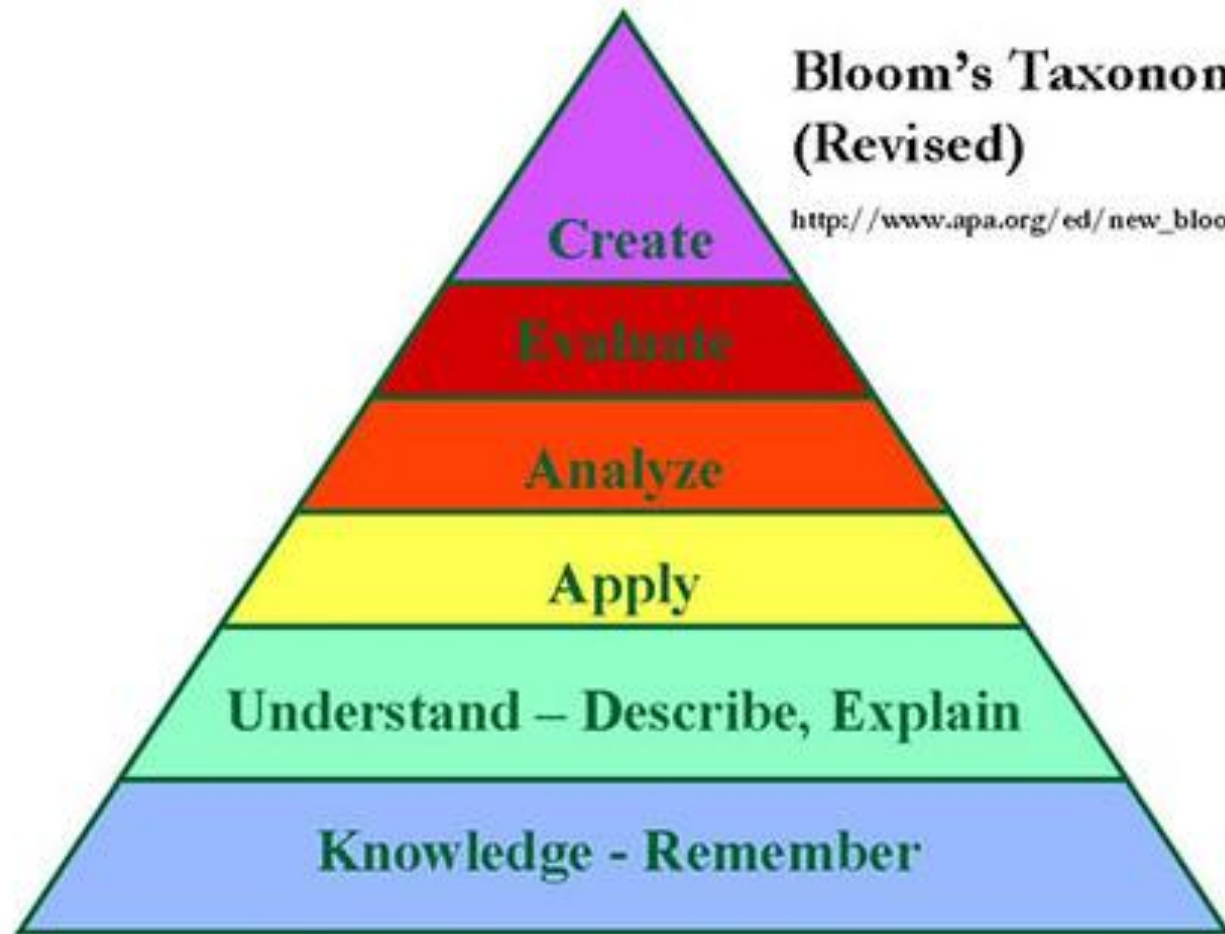 Bloom's Taxonon
(Revised)
http://www.apa.org/ed/new_bloo
Create
Evaluate
Analyze
Apply
Understand – Describe, Explain
Knowledge - Remember